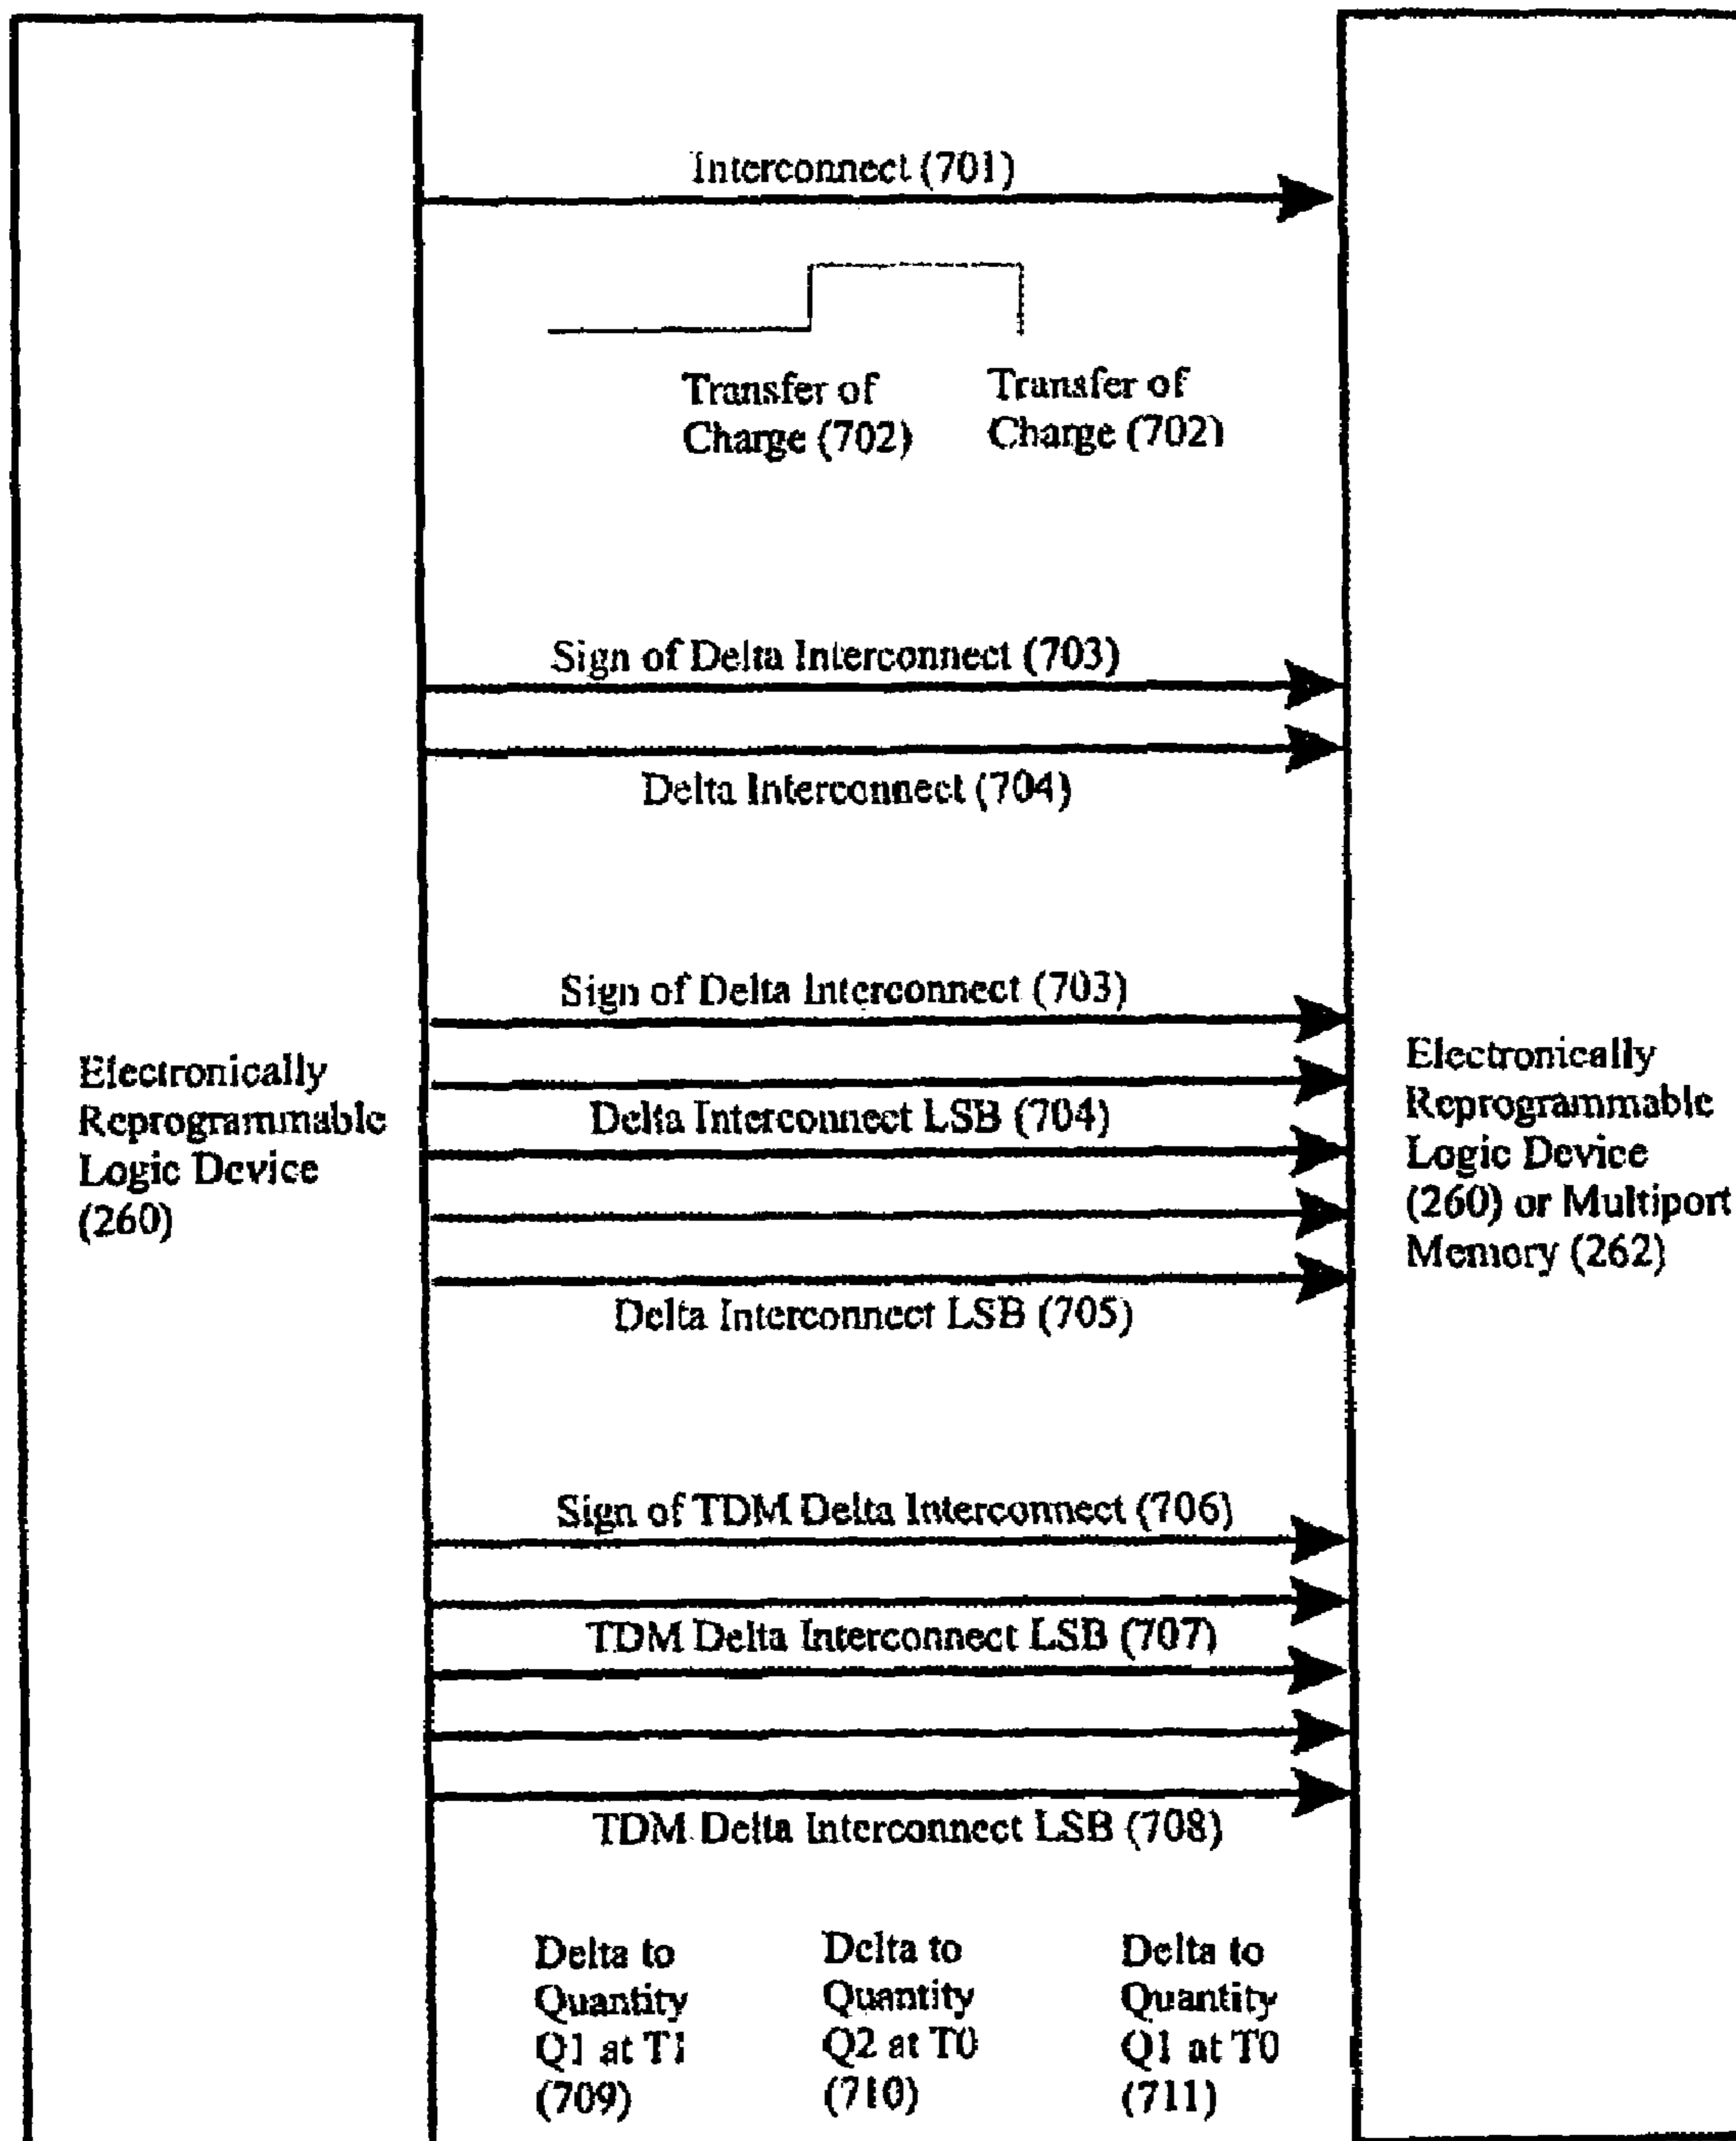 Interconnect (701)
Transfer of
Charge (702)
Transfer of
Charge (702)
Sign of Delta Interconnect (703)
Delta Interconnect (704)
Sign of Delta Interconnect (703)
Delta Interconnect LSB (704)
Delta Interconnect LSB (705)
Electronically
Reprogrammable
Logic Device
(260)
Electronically
Reprogrammable
Logic Device
(260) or Multiport
Memory (262)
Sign of TDM Delta Interconnect (706)
TDM Delta Interconnect LSB (707)
TDM Delta Interconnect LSB (708)
Delta to
Quantity
Q1 at T1
(709)
Delta to
Quantity
Q2 at T0
(710)
Delta to
Quantity
Q1 at T0
(711)